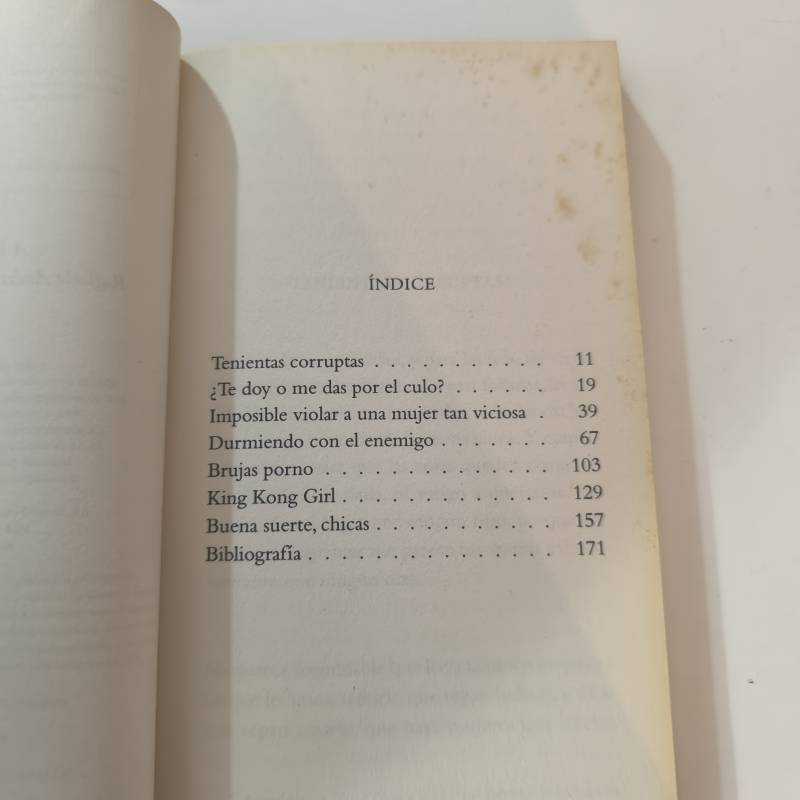 ÍNDICE
Tenientas corruptas . . . . . . . . . . . . 11
¿Te doy o me das por el culo? . . . . . . 19
Imposible violar a una mujer tan viciosa . 39
Durmiendo con el enemigo . . . . . . . 67
Brujas porno . . . . . . . . . . . . . . 103
King Kong Girl . . . . . . . . . . . . . 129
Buena suerte, chicas . . . . . . . . . . . 157
Bibliografía . . . . . . . . . . . . . . . 171